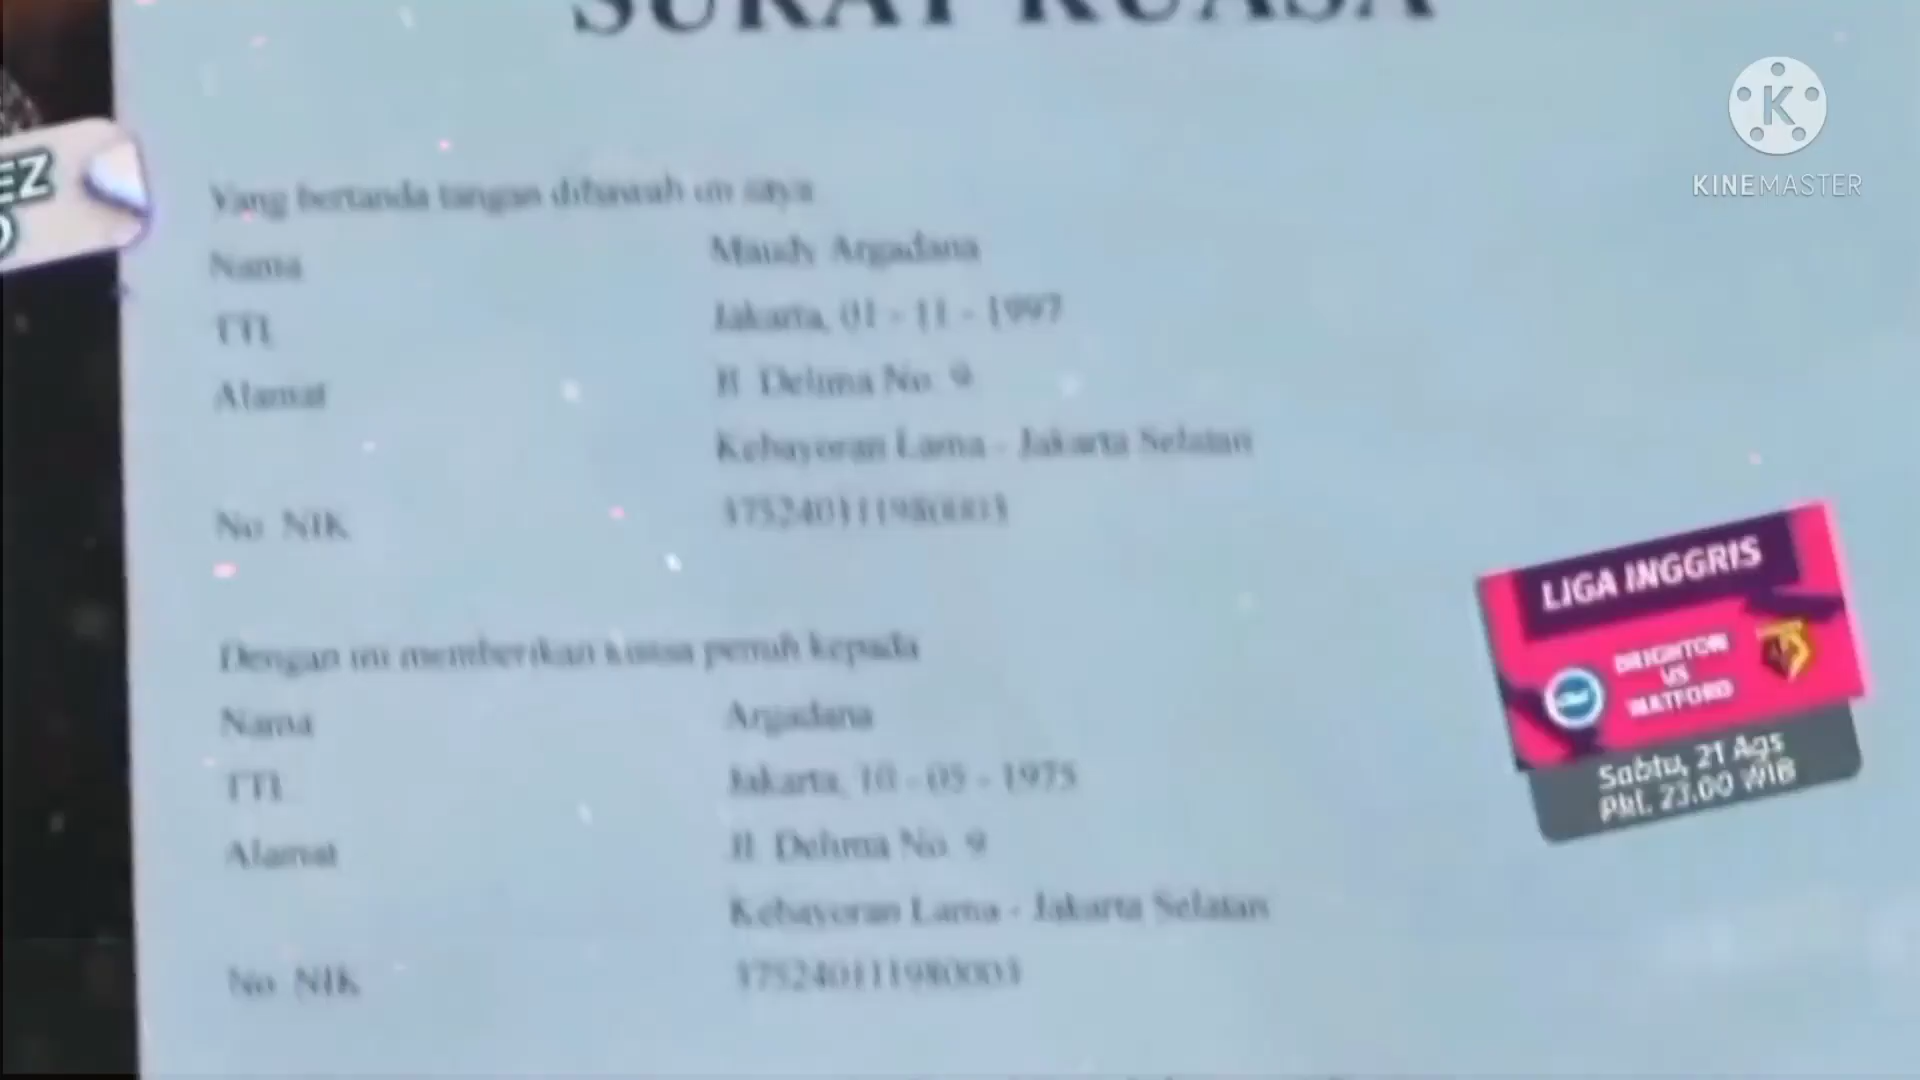 SURAT KUASA
KINEMASTER
EZ
Yang bertanda tangan dibawah ini saya
Nama Maudy Argadana
TTL Jakarta, 01 - 11 - 1997
Alamat Jl. Delima No. 9
Kebayoran Lama - Jakarta Selatan
No. NIK
Dengan ini memberikan kuasa penuh kepada
Nama Argadana
TTL Jakarta, 10 - 05 - 1975
Alamat Jl. Delima No. 9
Kebayoran Lama - Jakarta Selatan
No. NIK
LIGA INGGRIS
BRIGHTON
VS
WATFORD
Sabtu, 21 Ags
Pkl. 23.00 WIB